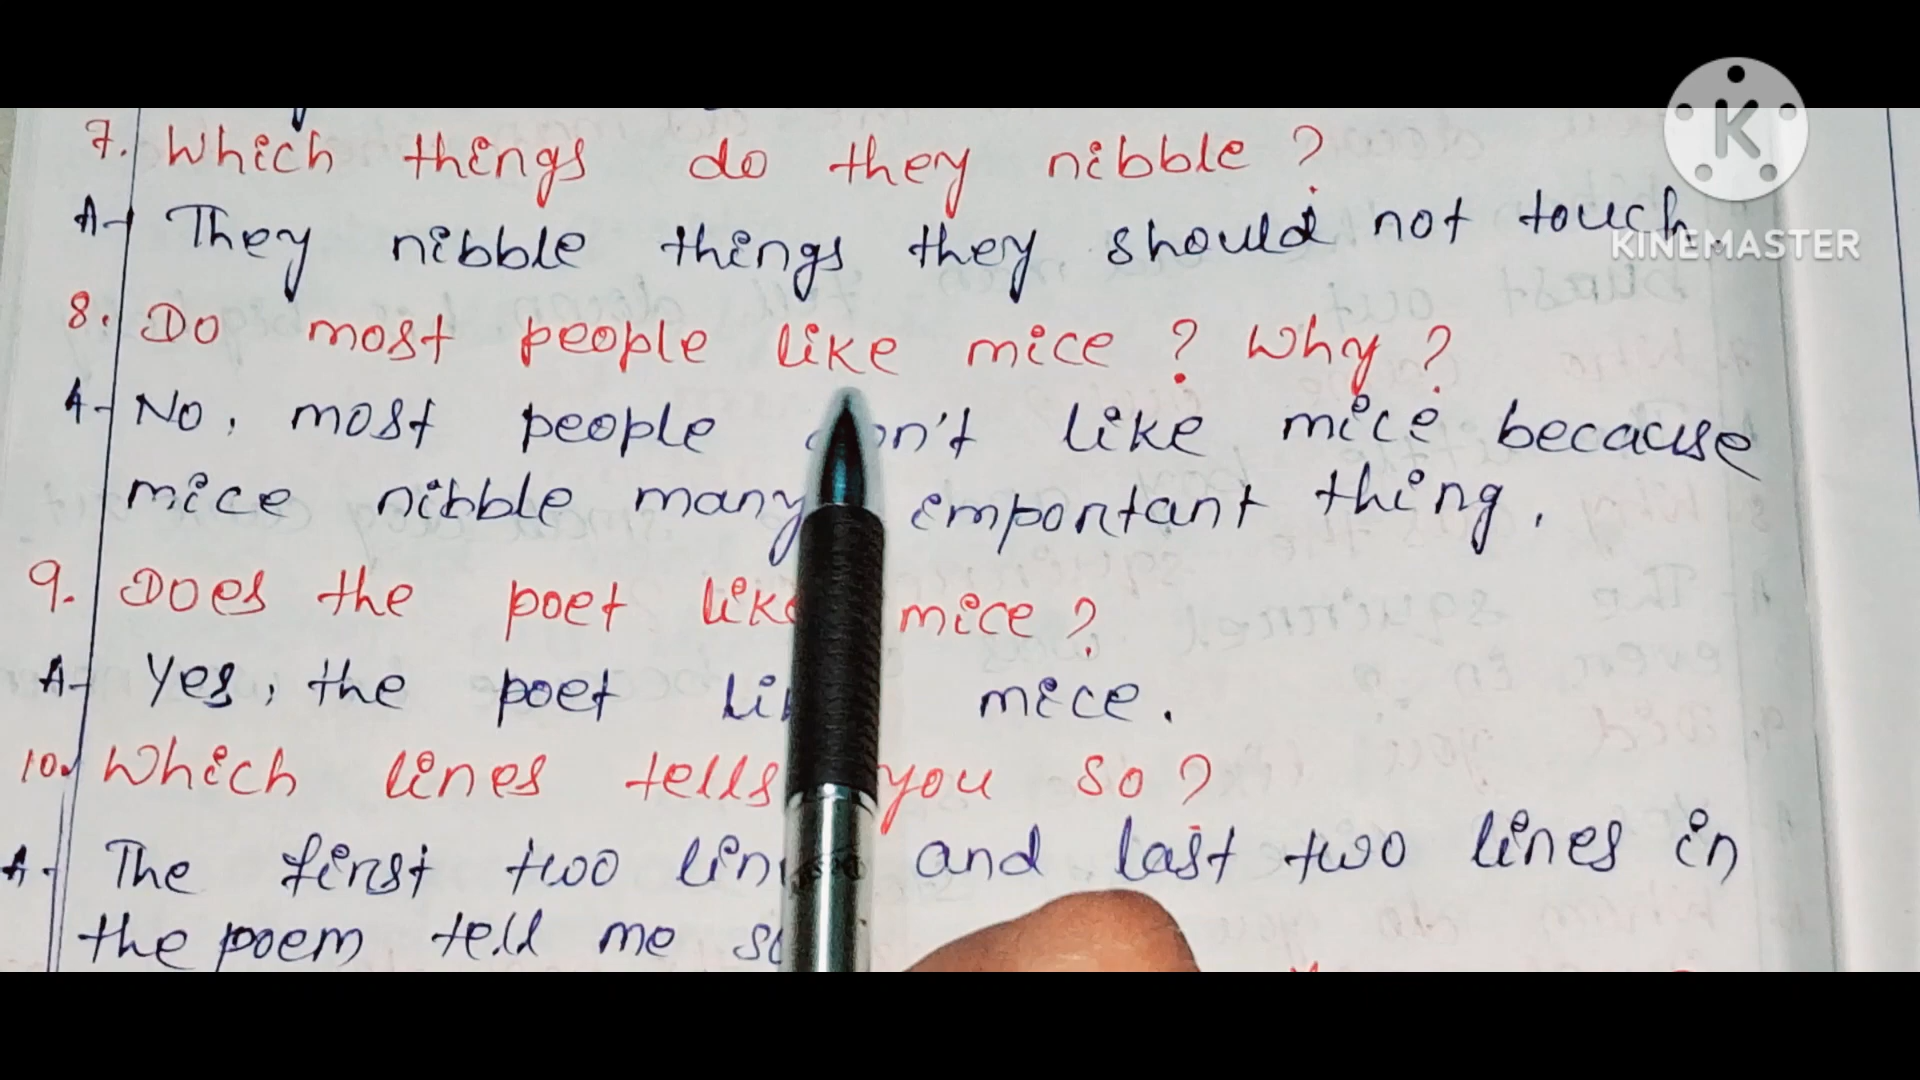 7. Which things do they nibble?
A- They nibble things they should not touch.
8. Do most people like mice? Why?
A- No, most people don't like mice because
mice nibble many important thing.
9. Does the poet like mice?
A- Yes, the poet mice.
10. Which lines tells you so?
A- The first two and last two lines in
the poem tell me
K
KINEMASTER